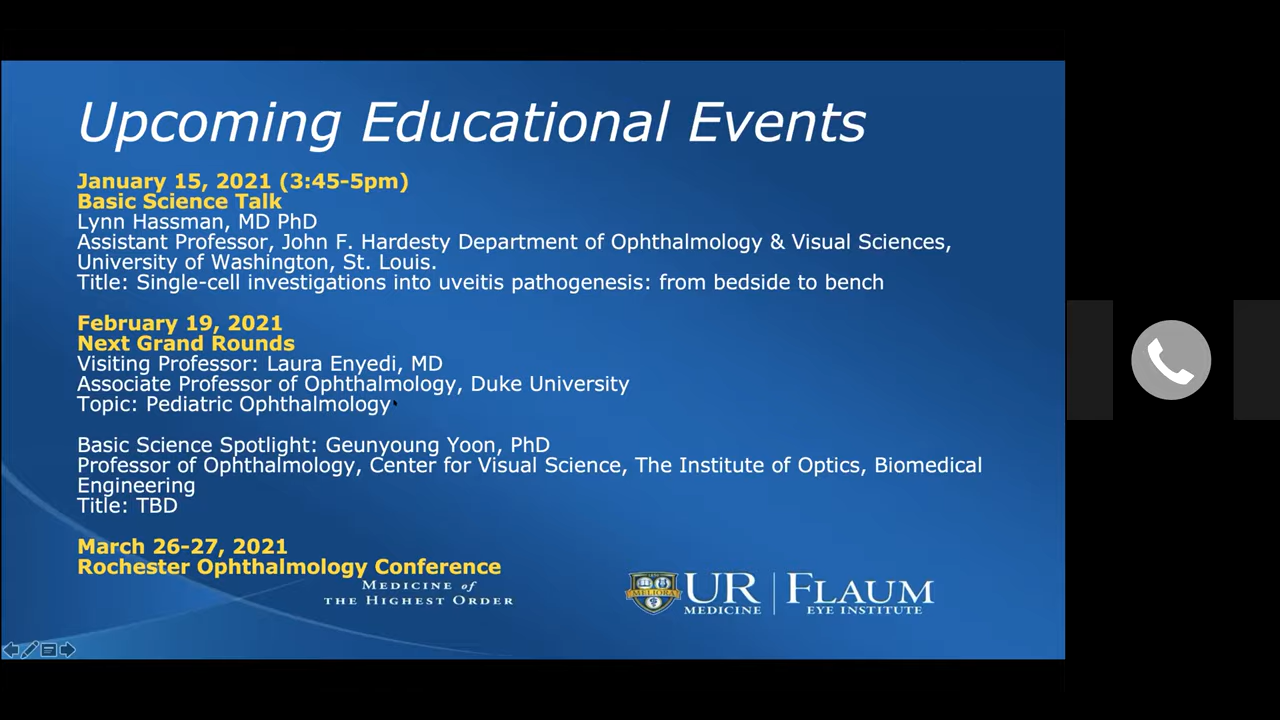 Upcoming Educational Events
January 15, 2021 (3:45-5pm)
Basic Science Talk
Lynn Hassman, MD PhD
Assistant Professor, John F. Hardesty Department of Ophthalmology & Visual Sciences,
University of Washington, St. Louis.
Title: Single-cell investigations into uveitis pathogenesis: from bedside to bench
February 19, 2021
Next Grand Rounds
Visiting Professor: Laura Enyedi, MD
Associate Professor of Ophthalmology, Duke University
Topic: Pediatric Ophthalmology
Basic Science Spotlight: Geunyoung Yoon, PhD
Professor of Ophthalmology, Center for Visual Science, The Institute of Optics, Biomedical
Engineering
Title: TBD
March 26-27, 2021
Rochester Ophthalmology Conference
MEDICINE of
THE HIGHEST ORDER
MELIORA
UR
MEDICINE
FLAUM
EYE INSTITUTE